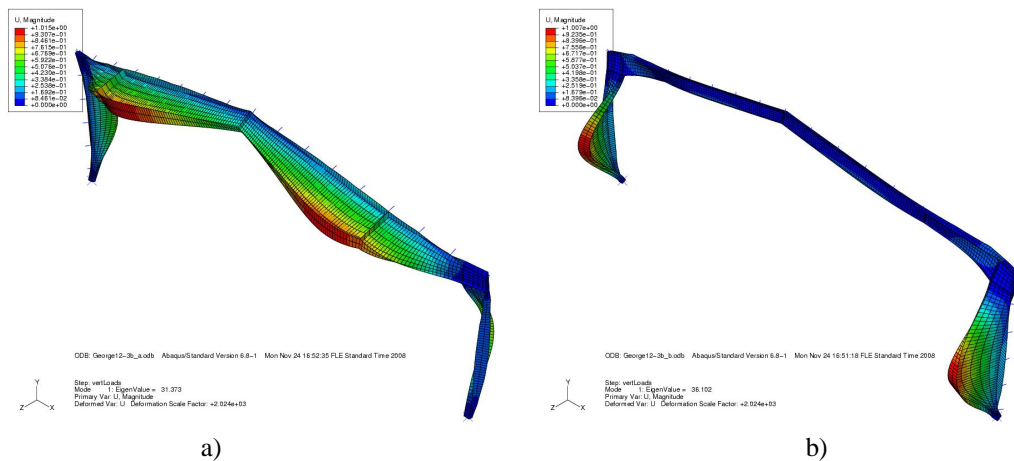 U, Magnitude
+1.015e+00
+9.307e-01
+8.461e-01
+7.615e-01
+6.769e-01
+5.922e-01
+5.076e-01
+4.230e-01
+3.384e-01
+2.538e-01
+1.692e-01
+8.461e-02
+0.000e+00
ODB: George12-3b_a.odb Abaqus/Standard Version 6.8-1 Mon Nov 24 16:52:35 FLE Standard Time 2008
Step: vertLoads
Mode 1: EigenValue = 31.373
Primary Var: U, Magnitude
Deformed Var: U Deformation Scale Factor: +2.024e+03
Y
Z X
a)
U, Magnitude
+1.007e+00
+9.235e-01
+8.396e-01
+7.556e-01
+6.717e-01
+5.877e-01
+5.037e-01
+4.198e-01
+3.358e-01
+2.519e-01
+1.679e-01
+8.396e-02
+0.000e+00
ODB: George12-3b_b.odb Abaqus/Standard Version 6.8-1 Mon Nov 24 16:51:18 FLE Standard Time 2008
Step: vertLoads
Mode 1: EigenValue = 36.102
Primary Var: U, Magnitude
Deformed Var: U Deformation Scale Factor: +2.024e+03
Y
Z X
b)